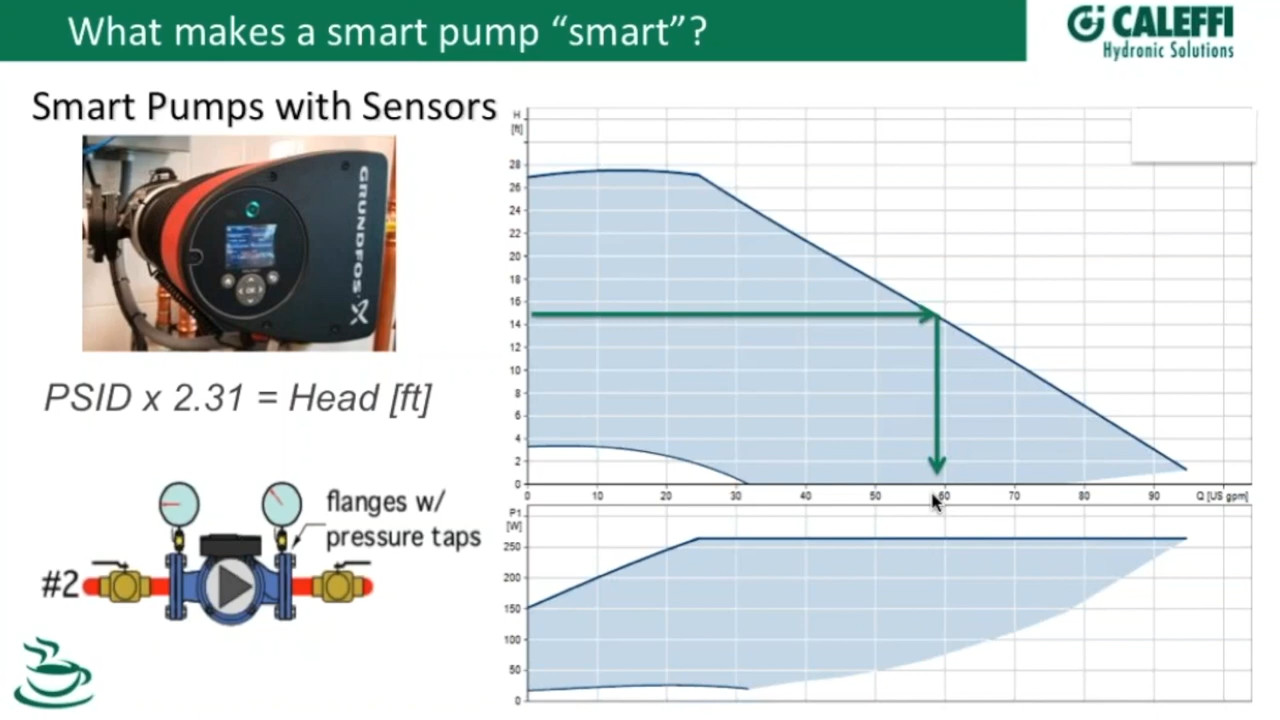 What makes a smart pump “smart”?
CALEFFI
Hydronic Solutions
Smart Pumps with Sensors
GRUNDFOS
PSID x 2.31 = Head [ft]
flanges w/
pressure taps
#2
H
[ft]
28
26
24
22
20
18
16
14
12
10
8
6
4
2
0
0 10 20 30 40 50 60 70 80 90 Q [US gpm]
P1
[W]
250
200
150
100
50
0